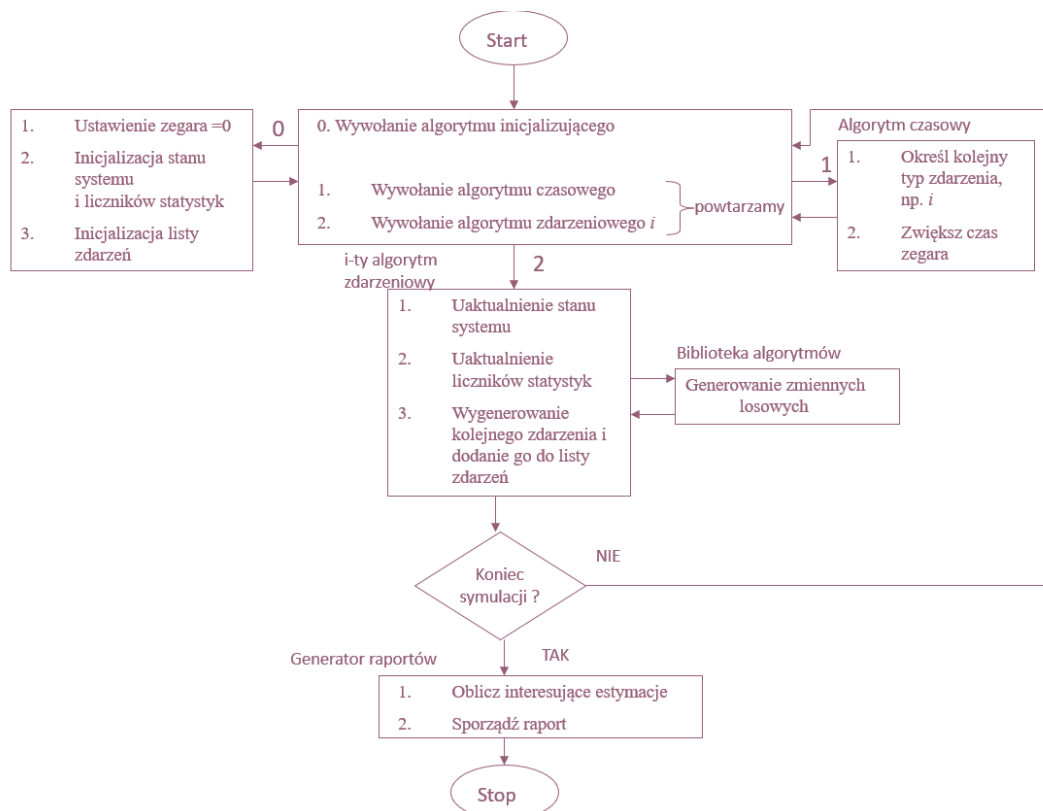 Start
1. Ustawienie zegara =0
2. Inicjalizacja stanu
systemu
i liczników statystyk
3. Inicjalizacja listy
zdarzeń
0
0. Wywołanie algorytmu inicjalizującego
1. Wywołanie algorytmu czasowego
2. Wywołanie algorytmu zdarzeniowego i
powtarzamy
1
Algorytm czasowy
1. Określ kolejny
typ zdarzenia,
np. i
2. Zwiększ czas
zegara
i-ty algorytm
zdarzeniowy
2
1. Uaktualnienie stanu
systemu
2. Uaktualnienie
liczników statystyk
3. Wygenerowanie
kolejnego zdarzenia i
dodanie go do listy
zdarzeń
Biblioteka algorytmów
Generowanie zmiennych
losowych
Koniec
symulacji ?
NIE
TAK
Generator raportów
1. Oblicz interesujące estymacje
2. Sporządź raport
Stop